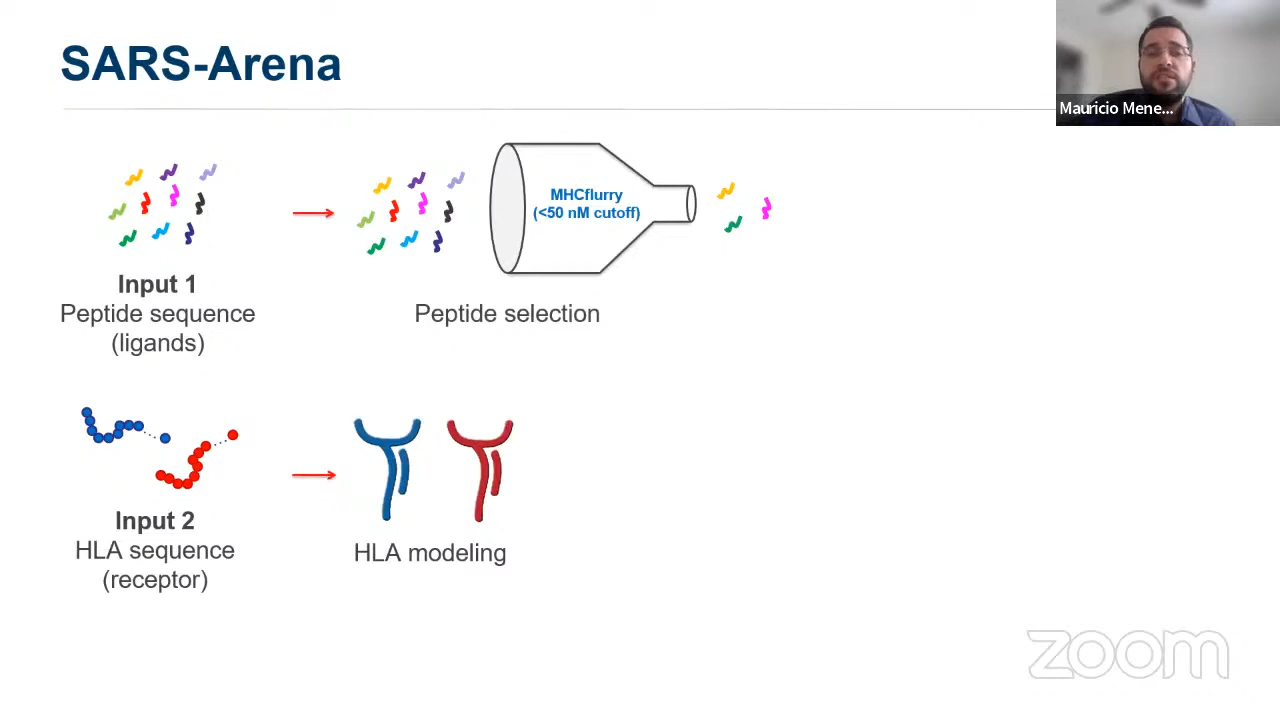 SARS-Arena
Mauricio Mene...
MHCflurry
(<50 nM cutoff)
Input 1
Peptide sequence
(ligands)
Peptide selection
Input 2
HLA sequence
(receptor)
HLA modeling
zoom